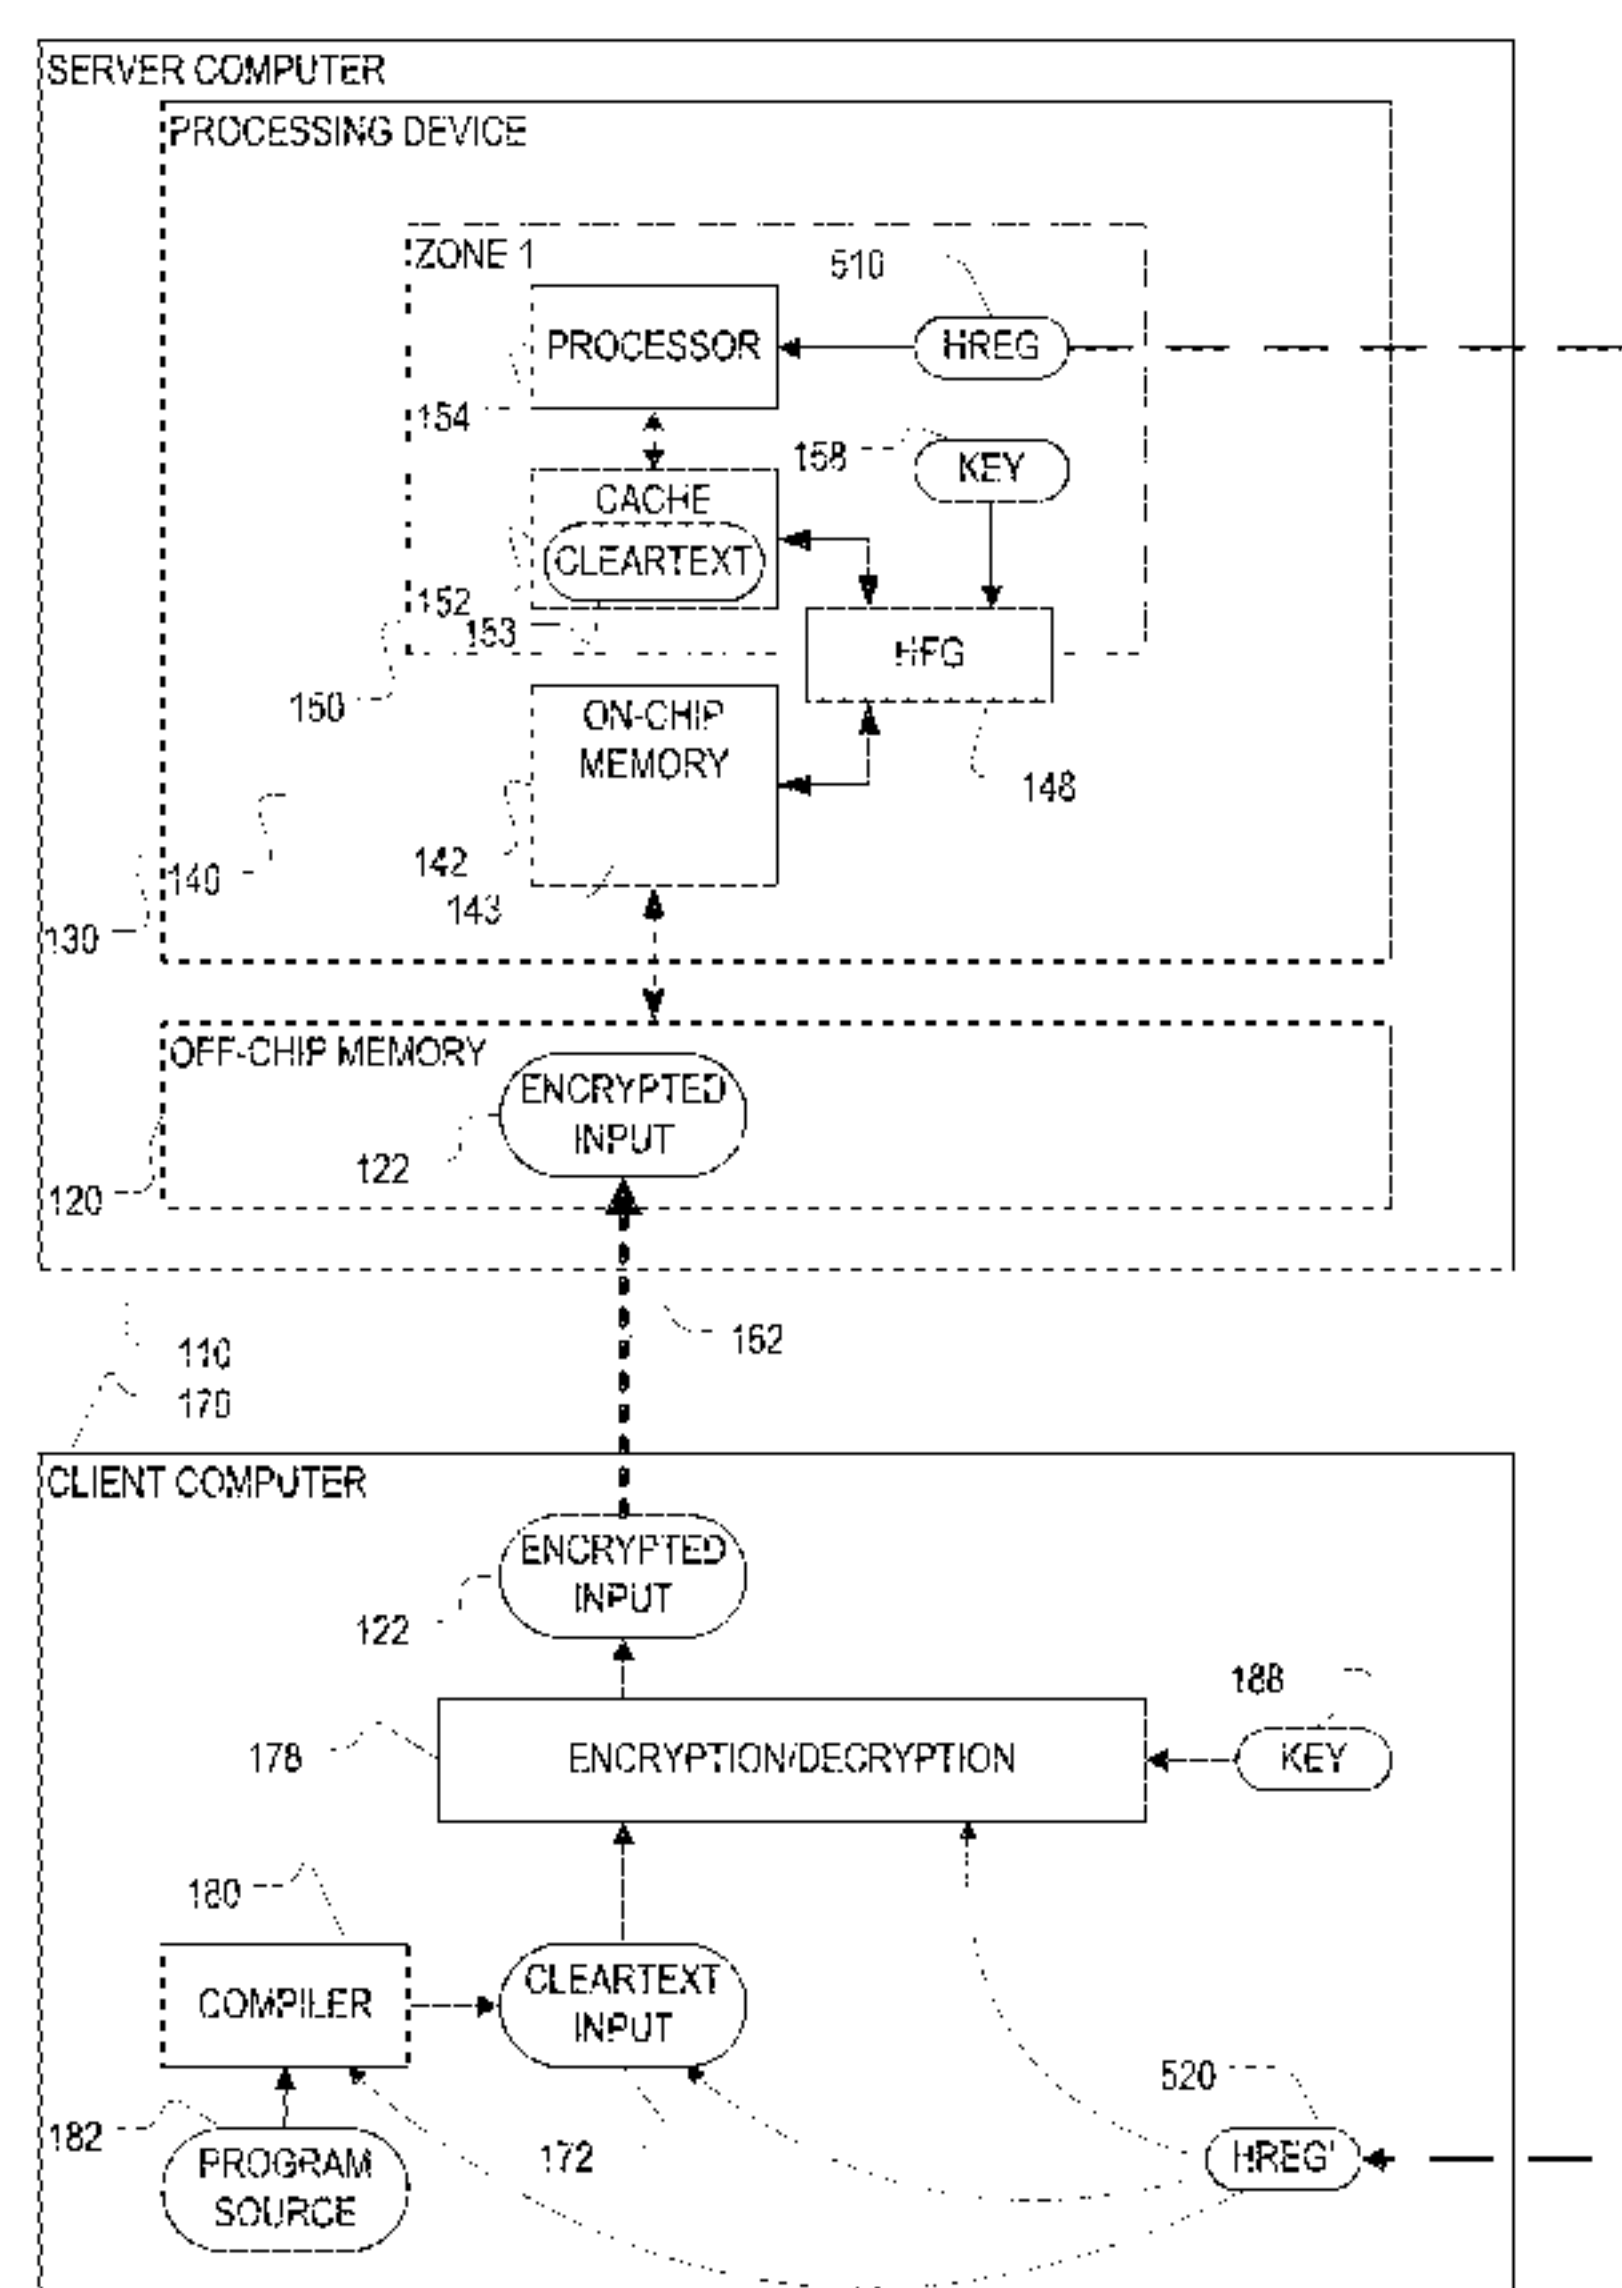 SERVER COMPUTER
PROCESSING DEVICE
ZONE 1
510
PROCESSOR
HREG
154
158
KEY
CACHE
CLEARTEXT
152
153
HFG
150
ON-CHIP
MEMORY
148
142
140
143
130
OFF-CHIP MEMORY
ENCRYPTED
INPUT
122
120
162
110
170
CLIENT COMPUTER
ENCRYPTED
INPUT
122
188
178
ENCRYPTION/DECRYPTION
KEY
180
COMPILER
CLEARTEXT
INPUT
520
182
172
HREG'
PROGRAM
SOURCE